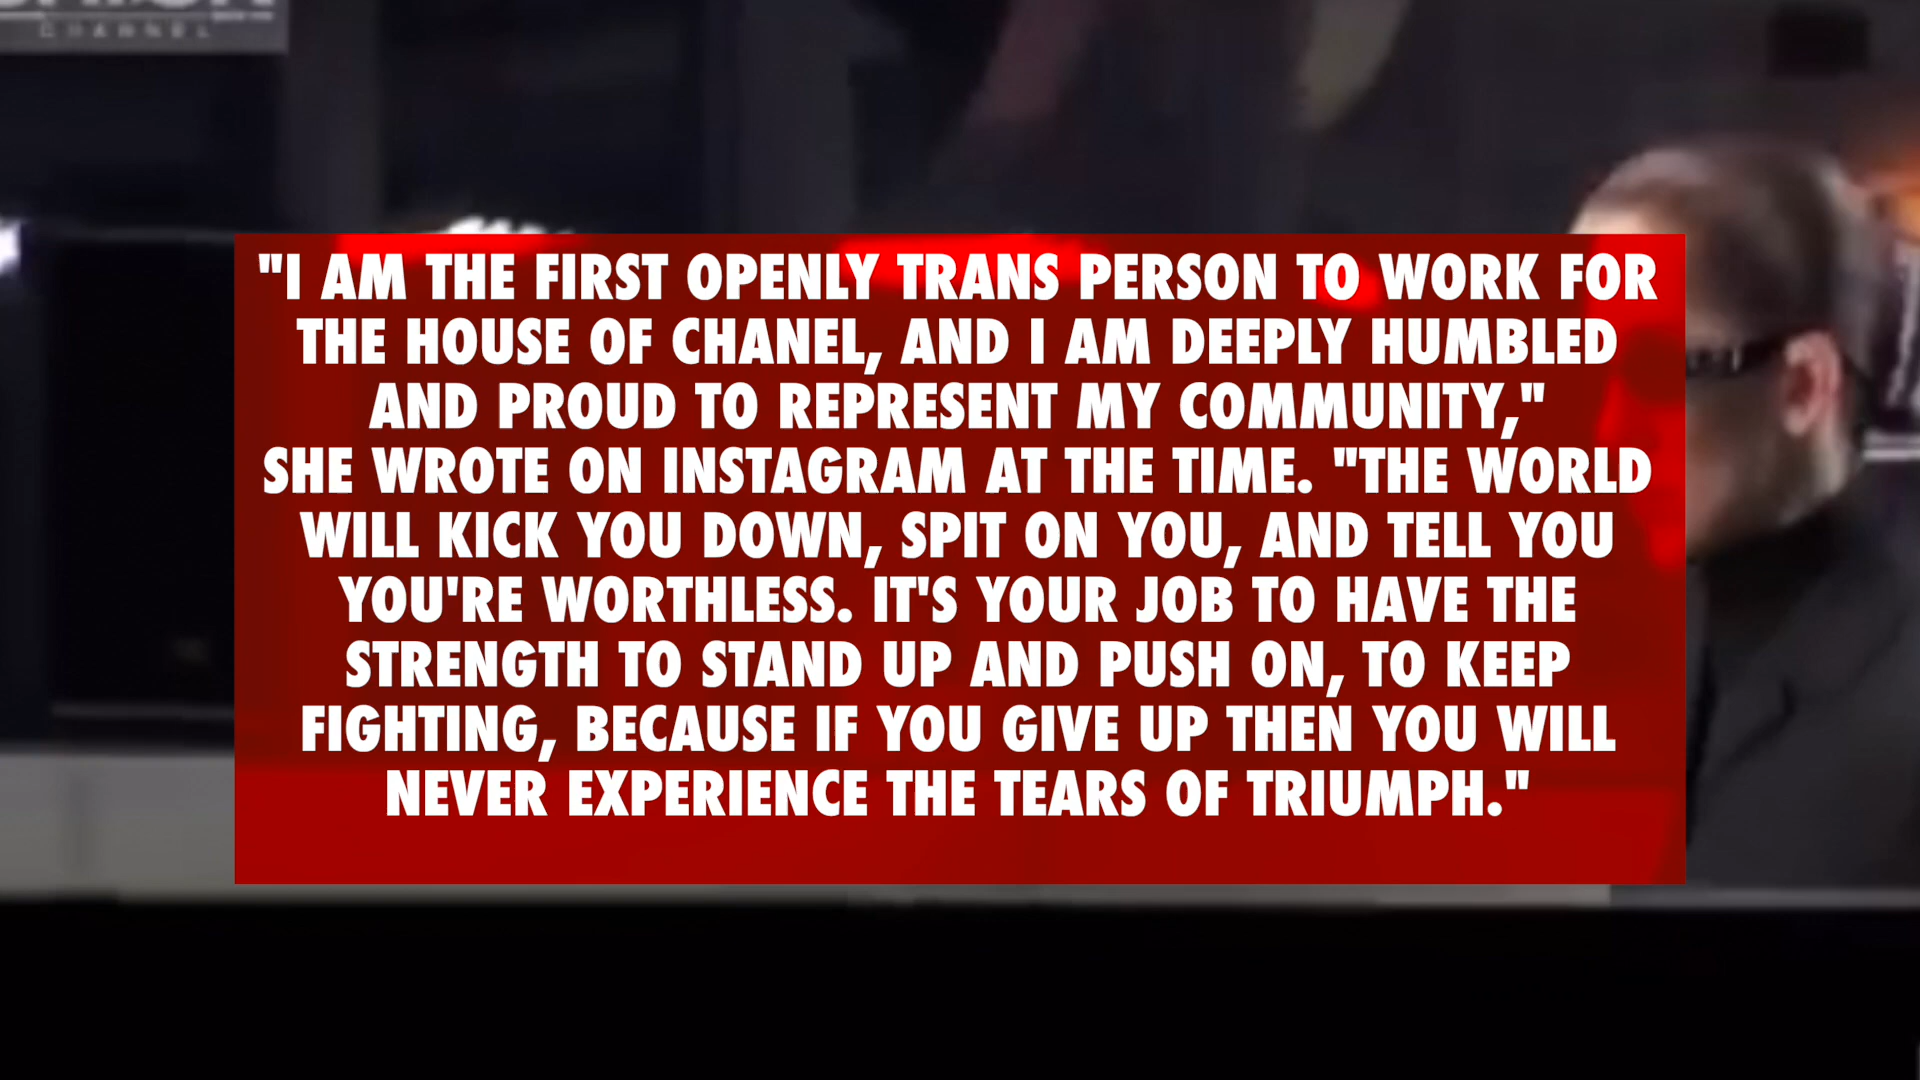 CHANNEL
"I AM THE FIRST OPENLY TRANS PERSON TO WORK FOR
THE HOUSE OF CHANEL, AND I AM DEEPLY HUMBLED
AND PROUD TO REPRESENT MY COMMUNITY,"
SHE WROTE ON INSTAGRAM AT THE TIME. "THE WORLD
WILL KICK YOU DOWN, SPIT ON YOU, AND TELL YOU
YOU'RE WORTHLESS. IT'S YOUR JOB TO HAVE THE
STRENGTH TO STAND UP AND PUSH ON, TO KEEP
FIGHTING, BECAUSE IF YOU GIVE UP THEN YOU WILL
NEVER EXPERIENCE THE TEARS OF TRIUMPH."